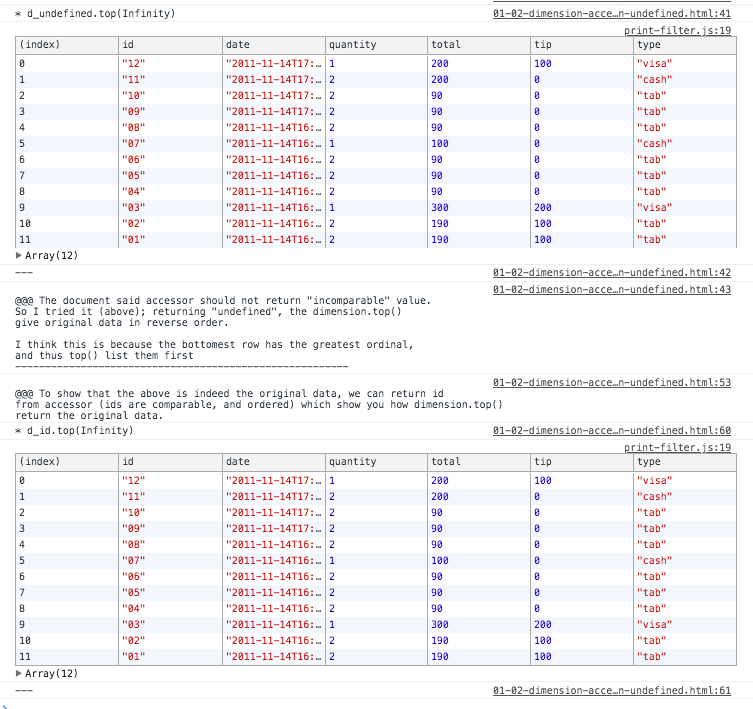 * d_undefined.top(Infinity) 01-02-dimension-acce…n-undefined.html:41
print-filter.js:19
(index) id date quantity total tip type
0 "12" "2011-11-14T17:… 1 200 100 "visa"
1 "11" "2011-11-14T17:… 2 200 0 "cash"
2 "10" "2011-11-14T17:… 2 90 0 "tab"
3 "09" "2011-11-14T17:… 2 90 0 "tab"
4 "08" "2011-11-14T16:… 2 90 0 "tab"
5 "07" "2011-11-14T16:… 1 100 0 "cash"
6 "06" "2011-11-14T16:… 2 90 0 "tab"
7 "05" "2011-11-14T16:… 2 90 0 "tab"
8 "04" "2011-11-14T16:… 2 90 0 "tab"
9 "03" "2011-11-14T16:… 1 300 200 "visa"
10 "02" "2011-11-14T16:… 2 190 100 "tab"
11 "01" "2011-11-14T16:… 2 190 100 "tab"
▶ Array(12)
--- 01-02-dimension-acce…n-undefined.html:42
01-02-dimension-acce…n-undefined.html:43
@@@ The document said accessor should not return "incomparable" value.
So I tried it (above); returning "undefined", the dimension.top()
give original data in reverse order.
I think this is because the bottomest row has the greatest ordinal,
and thus top() list them first
-------------------------------------------------------
01-02-dimension-acce…n-undefined.html:53
@@@ To show that the above is indeed the original data, we can return id
from accessor (ids are comparable, and ordered) which show you how dimension.top()
return the original data.
* d_id.top(Infinity) 01-02-dimension-acce…n-undefined.html:60
print-filter.js:19
(index) id date quantity total tip type
0 "12" "2011-11-14T17:… 1 200 100 "visa"
1 "11" "2011-11-14T17:… 2 200 0 "cash"
2 "10" "2011-11-14T17:… 2 90 0 "tab"
3 "09" "2011-11-14T17:… 2 90 0 "tab"
4 "08" "2011-11-14T16:… 2 90 0 "tab"
5 "07" "2011-11-14T16:… 1 100 0 "cash"
6 "06" "2011-11-14T16:… 2 90 0 "tab"
7 "05" "2011-11-14T16:… 2 90 0 "tab"
8 "04" "2011-11-14T16:… 2 90 0 "tab"
9 "03" "2011-11-14T16:… 1 300 200 "visa"
10 "02" "2011-11-14T16:… 2 190 100 "tab"
11 "01" "2011-11-14T16:… 2 190 100 "tab"
▶ Array(12)
--- 01-02-dimension-acce…n-undefined.html:61